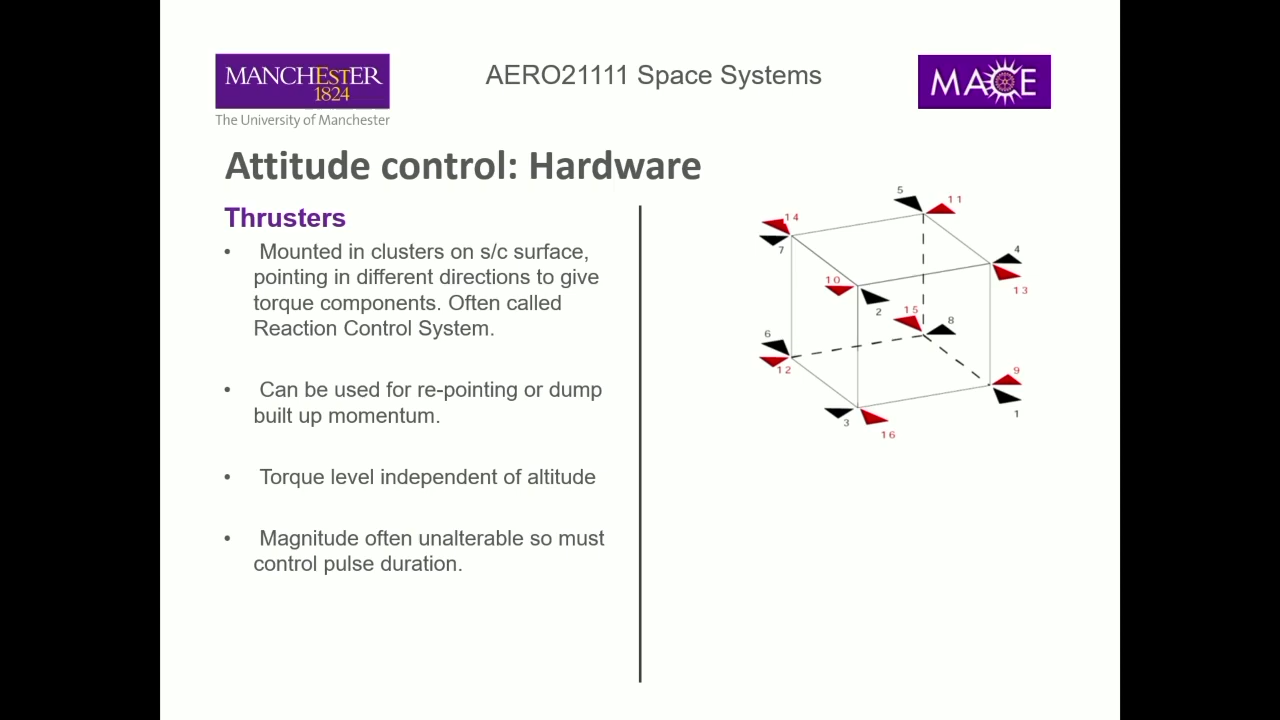 MANCHESTER
1824
The University of Manchester
AERO21111 Space Systems
MACE
Attitude control: Hardware
Thrusters
• Mounted in clusters on s/c surface,
pointing in different directions to give
torque components. Often called
Reaction Control System.
• Can be used for re-pointing or dump
built up momentum.
• Torque level independent of altitude
• Magnitude often unalterable so must
control pulse duration.
5
11
14
7
4
13
10
2
15
8
6
12
9
1
3
16